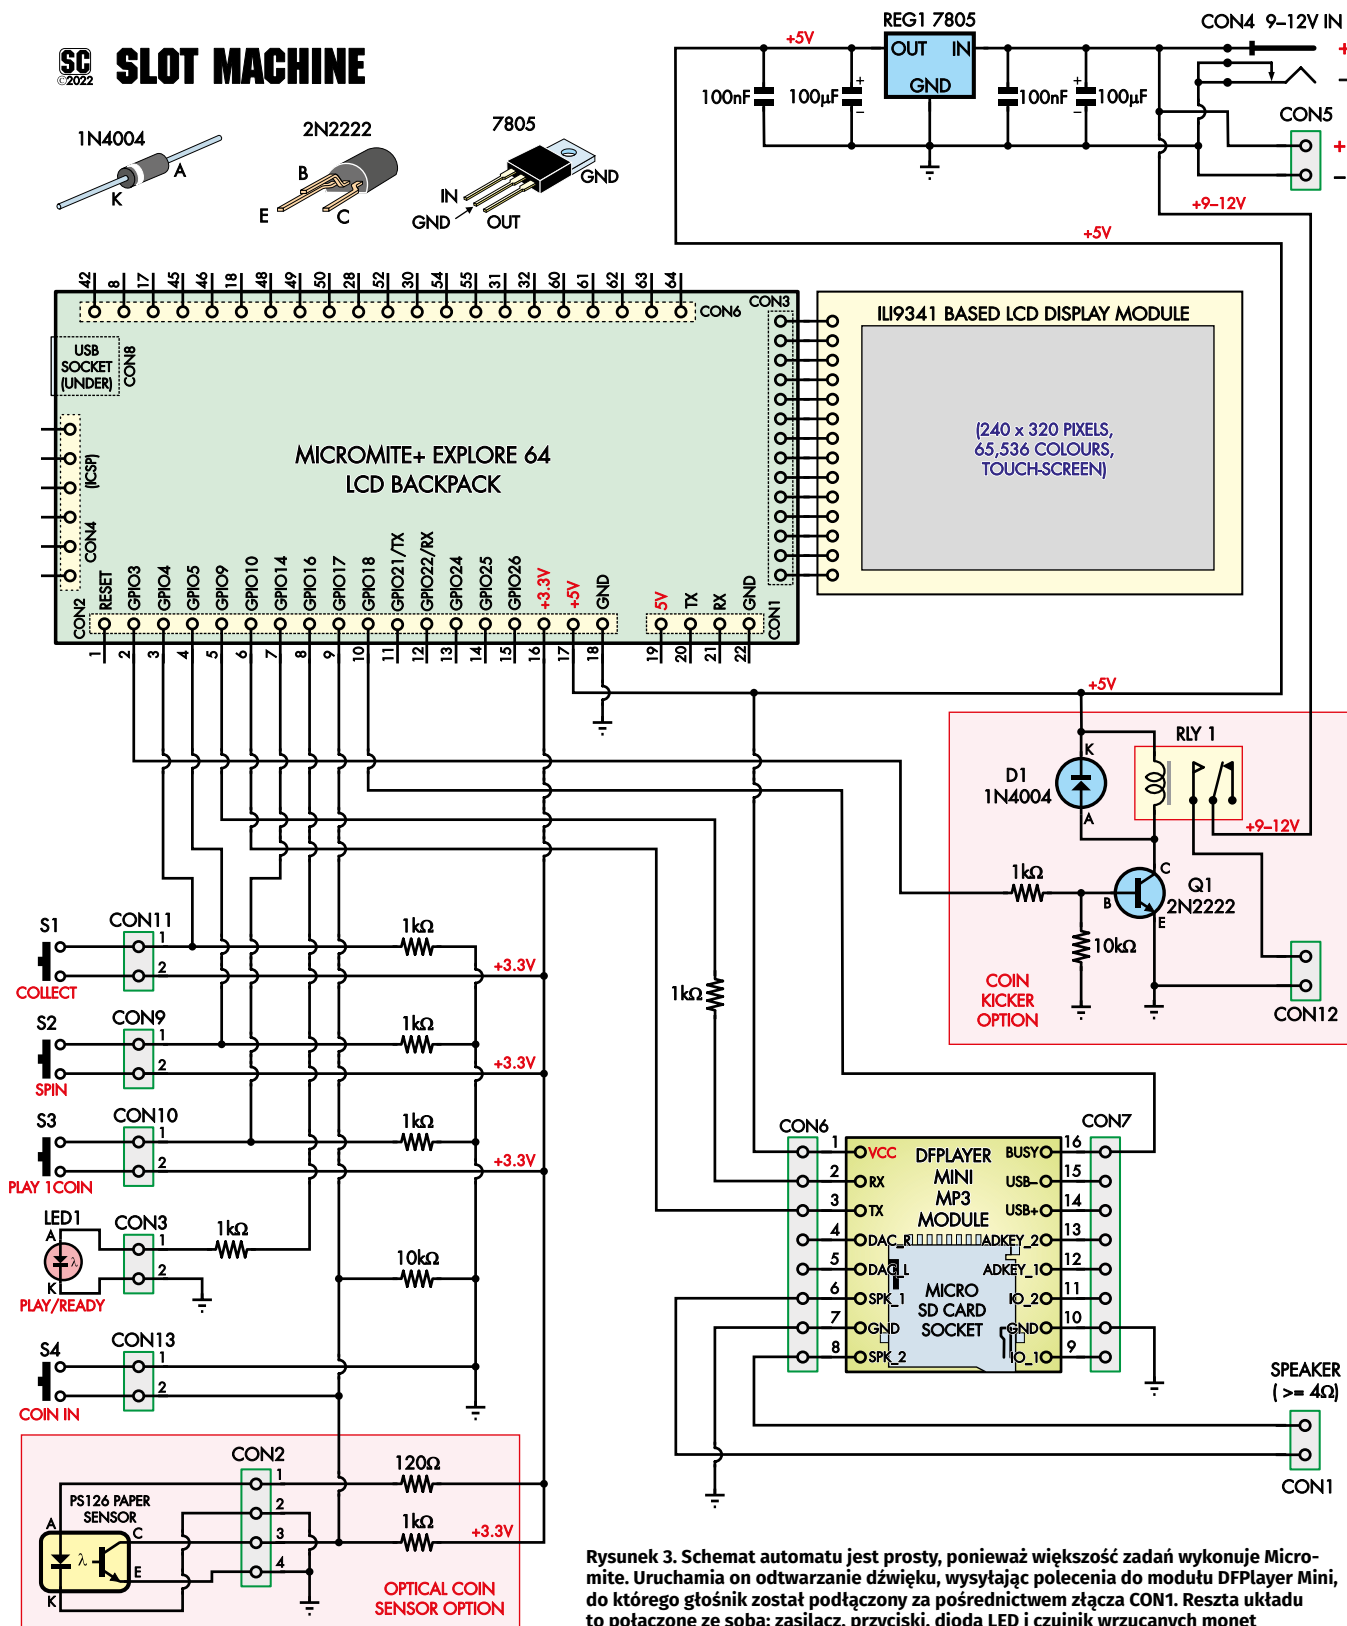 SC ©2022 SLOT MACHINE
1N4004
A
K
2N2222
B
E
C
7805
IN
GND
OUT
GND
REG1 7805
OUT IN
GND
+5V
100nF
100µF
+
−
100nF
+
100µF
−
CON4 9–12V IN
+
−
CON5
+
−
+9–12V
+5V
42 8 17 45 46 18 48 49 50 28 52 30 54 55 31 32 60 61 62 63 64
CON6
CON3
USB
SOCKET
(UNDER)
CON8
(ICSP)
CON4
MICROMITE+ EXPLORE 64
LCD BACKPACK
ILI9341 BASED LCD DISPLAY MODULE
(240 x 320 PIXELS,
65,536 COLOURS,
TOUCH-SCREEN)
CON2
RESET GPIO3 GPIO4 GPIO5 GPIO9 GPIO10 GPIO14 GPIO16 GPIO17 GPIO18 GPIO21/TX GPIO22/RX GPIO24 GPIO25 GPIO26 +3.3V +5V GND
5V TX RX GND
CON1
1 2 3 4 5 6 7 8 9 10 11 12 13 14 15 16 17 18
19 20 21 22
+5V
RLY 1
K
D1
1N4004
A
+9–12V
1kΩ
B
C
E
Q1
2N2222
10kΩ
COIN
KICKER
OPTION
CON12
S1
COLLECT
CON11
1
2
1kΩ
+3.3V
S2
SPIN
CON9
1
2
1kΩ
+3.3V
S3
PLAY 1COIN
CON10
1
2
1kΩ
+3.3V
1kΩ
LED1
A
λ
K
PLAY/READY
CON3
1
2
1kΩ
10kΩ
S4
COIN IN
CON13
1
2
CON6
1
2
3
4
5
6
7
8
VCC
RX
TX
DAC_R
DAC_L
SPK_1
GND
SPK_2
DFPLAYER
MINI
MP3
MODULE
MICRO
SD CARD
SOCKET
BUSY
USB–
USB+
ADKEY_2
ADKEY_1
IO_2
GND
IO_1
CON7
16
15
14
13
12
11
10
9
SPEAKER
( >= 4Ω)
CON1
PS126 PAPER
SENSOR
A
C
λ
E
K
CON2
1
2
3
4
120Ω
1kΩ
+3.3V
OPTICAL COIN
SENSOR OPTION
Rysunek 3. Schemat automatu jest prosty, ponieważ większość zadań wykonuje Micro-
mite. Uruchamia on odtwarzanie dźwięku, wysyłając polecenia do modułu DFPlayer Mini,
do którego głośnik został podłączony za pośrednictwem złącza CON1. Reszta układu
to połączone ze sobą: zasilacz, przyciski, dioda LED i czujnik wrzucanych monet